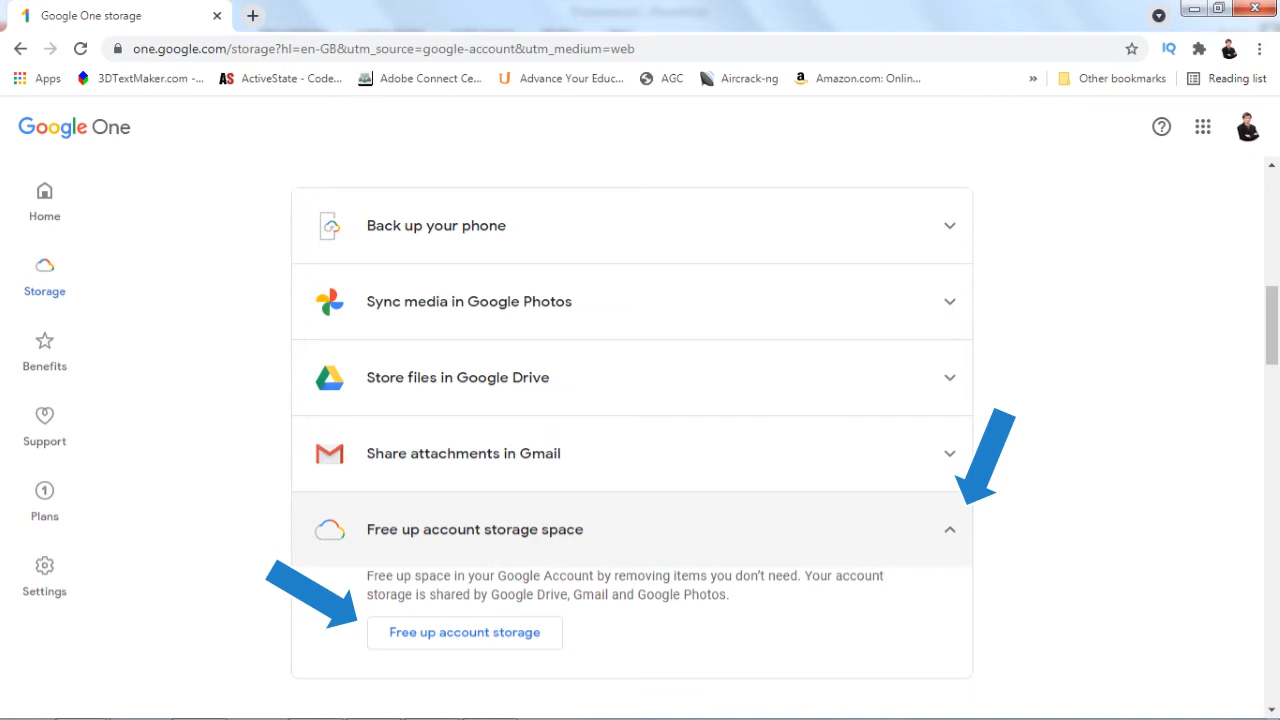 Google One storage
one.google.com/storage?hl=en-GB&utm_source=google-account&utm_medium=web
IQ
Apps
3DTextMaker.com -...
AS ActiveState - Code...
Adobe Connect Ce...
U Advance Your Educ...
AGC
Aircrack-ng
a Amazon.com: Onlin...
»
Other bookmarks
Reading list
Google One
Home
Storage
Benefits
Support
1
Plans
Settings
Back up your phone
Sync media in Google Photos
Store files in Google Drive
Share attachments in Gmail
Free up account storage space
Free up space in your Google Account by removing items you don't need. Your account
storage is shared by Google Drive, Gmail and Google Photos.
Free up account storage